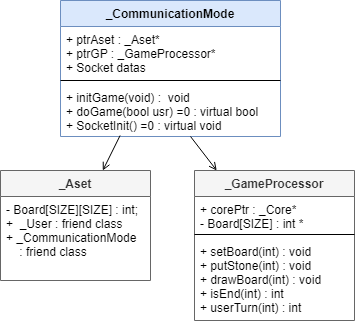 _CommunicationMode
+ ptrAset : _Aset*
+ ptrGP : _GameProcessor*
+ Socket datas
+ initGame(void) :  void
+ doGame(bool usr) =0 : virtual bool
+ SocketInit() =0 : virtual void
_Aset
- Board[SIZE][SIZE] : int;
+  _User : friend class
+ _CommunicationMode
: friend class
_GameProcessor
+ corePtr : _Core*
- Board[SIZE] : int *
+ setBoard(int) : void
+ putStone(int) : void
+ drawBoard(int) : void
+ isEnd(int) : int
+ userTurn(int) : int